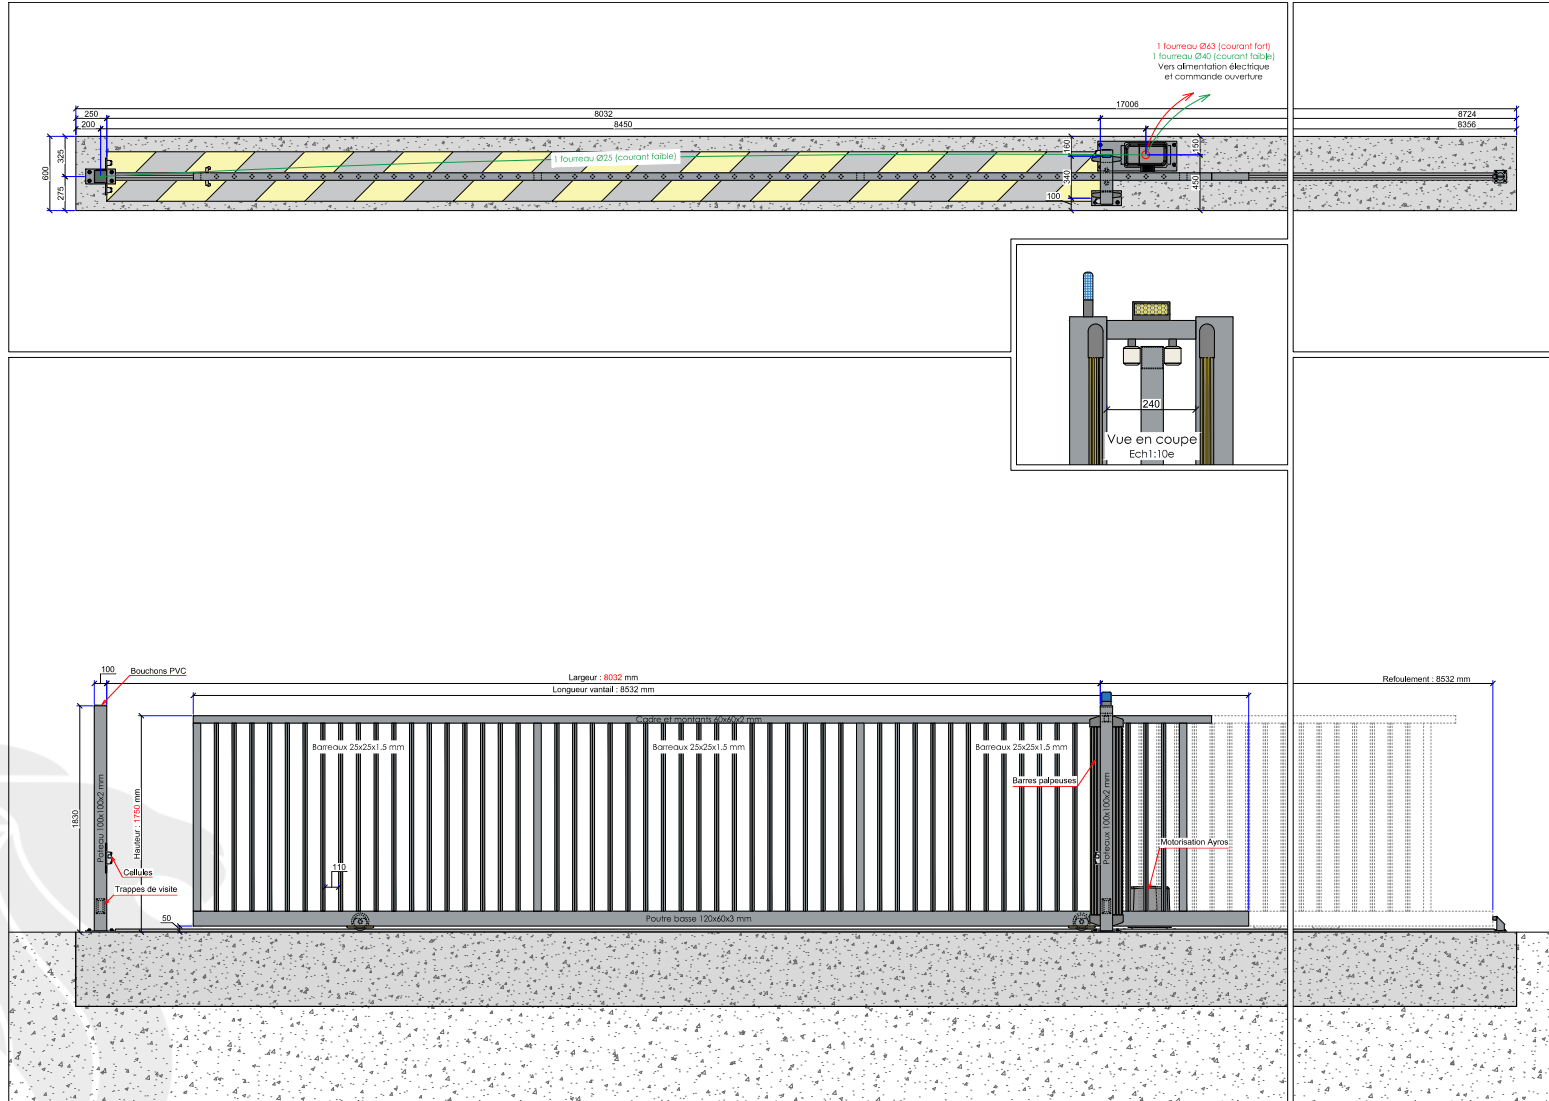 1 fourreau Ø63 (courant fort)
1 fourreau Ø40 (courant faible)
Vers alimentation électrique
et commande ouverture
17006
250
8032
8724
200
8450
8356
600
325
275
1 fourreau Ø25 (courant faible)
160
340
100
150
450
240
Vue en coupe
Ech1:10e
100
Bouchons PVC
Largeur : 8032 mm
Refoulement : 8532 mm
Longueur vantail : 8532 mm
Cadre et montants 60x60x2 mm
Barreaux 25x25x1.5 mm
Barreaux 25x25x1.5 mm
Barreaux 25x25x1.5 mm
Barres palpeuses
1830
Hauteur : 1750 mm
Poteau 100x100x2 mm
Poteaux 100x100x2 mm
Motorisation Ayros
Cellules
Trappes de visite
110
50
Poutre basse 120x60x3 mm